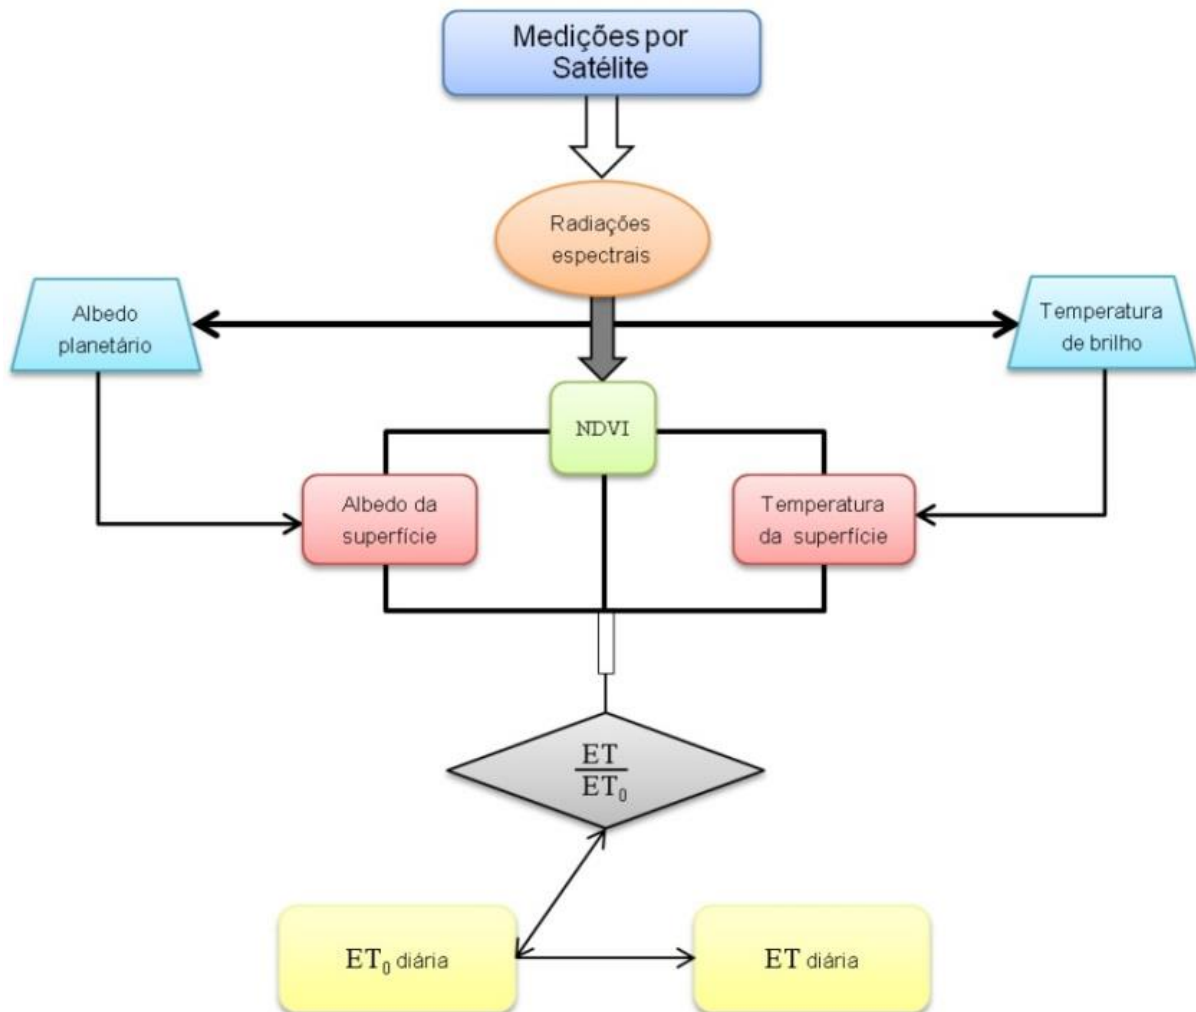 Medições por
Satélite
Radiações
espectrais
Albedo
planetário
Temperatura
de brilho
NDVI
Albedo da
superfície
Temperatura
da superfície
ET
ET₀
ET₀ diária
ET diária